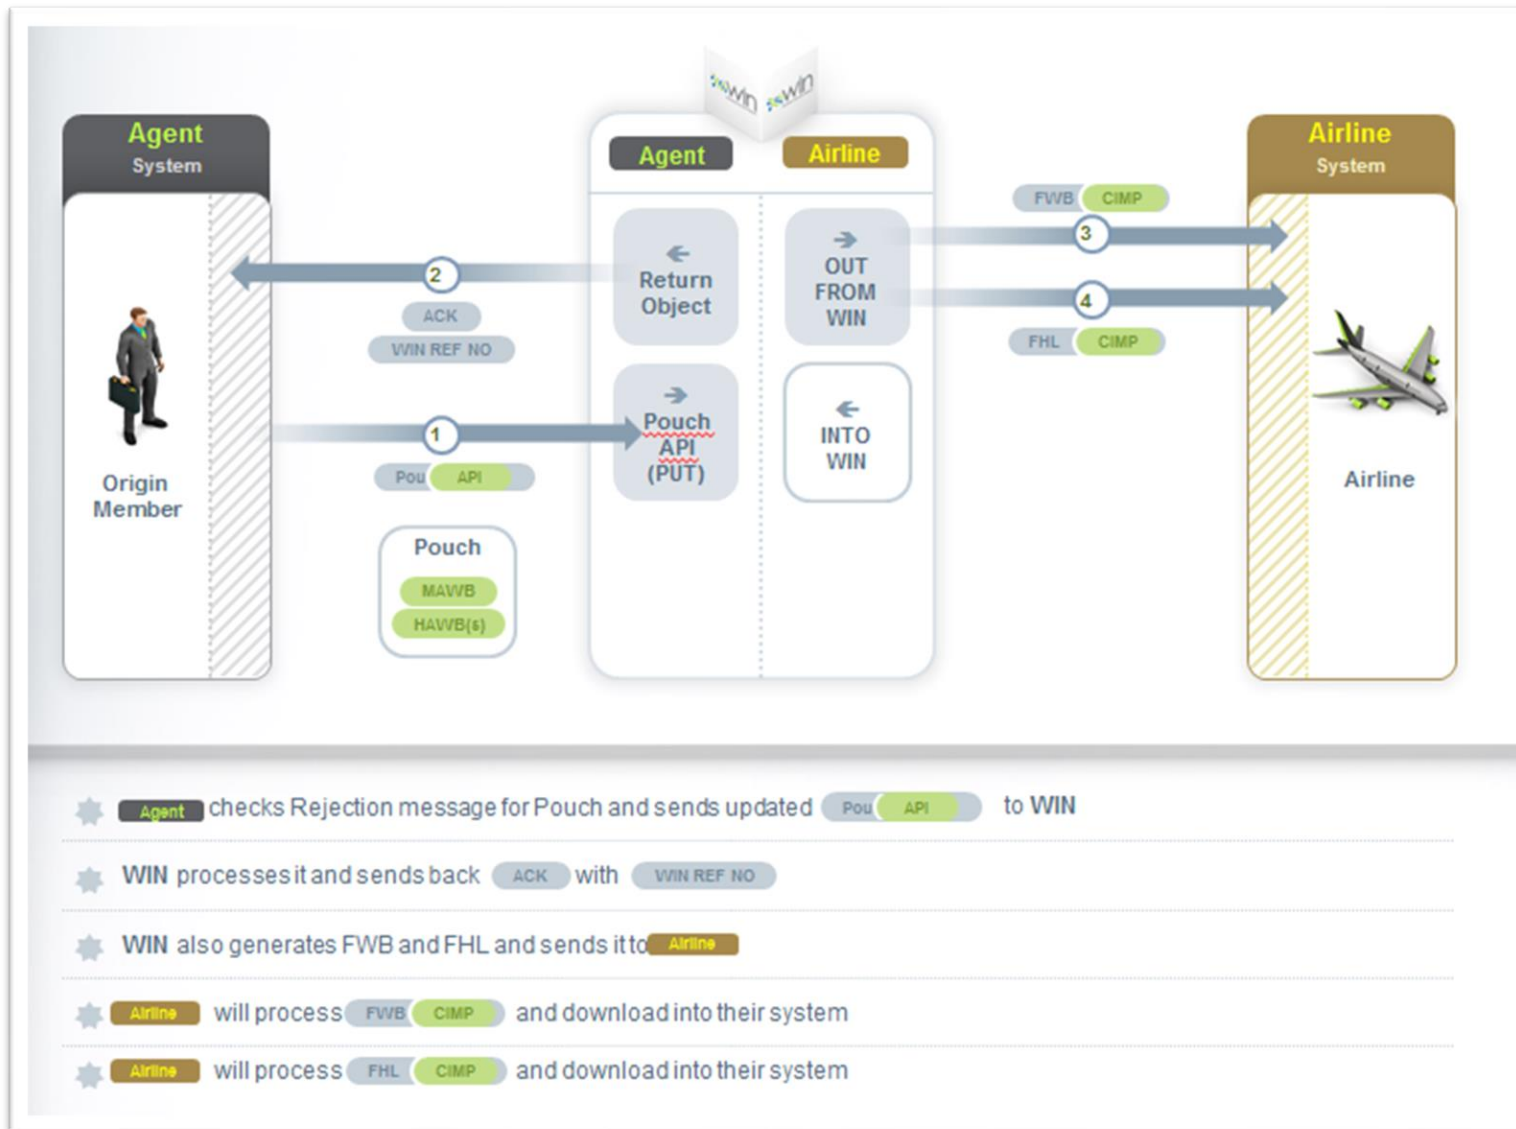 win win
Agent
System
Agent
Airline
Airline
System
FWB CIMP
3
OUT
FROM
WIN
Return
Object
2
ACK
WIN REF NO
4
FHL CIMP
Pouch
API
(PUT)
INTO
WIN
1
Pou API
Origin
Member
Airline
Pouch
MAWB
HAWB(s)
Agent checks Rejection message for Pouch and sends updated Pou API to WIN
WIN processes it and sends back ACK with WIN REF NO
WIN also generates FWB and FHL and sends it to Airline
Airline will process FWB CIMP and download into their system
Airline will process FHL CIMP and download into their system